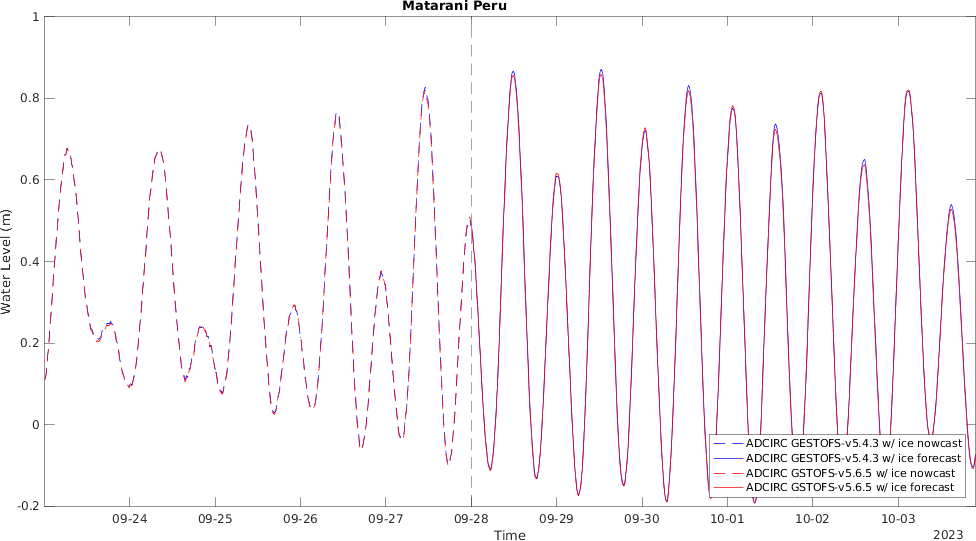 Matarani Peru
1
0.8
0.6
0.4
0.2
0
-0.2
Water Level (m)
09-24 09-25 09-26 09-27 09-28 09-29 09-30 10-01 10-02 10-03
Time
2023
ADCIRC GESTOFS-v5.4.3 w/ ice nowcast
ADCIRC GESTOFS-v5.4.3 w/ ice forecast
ADCIRC GSTOFS-v5.6.5 w/ ice nowcast
ADCIRC GSTOFS-v5.6.5 w/ ice forecast